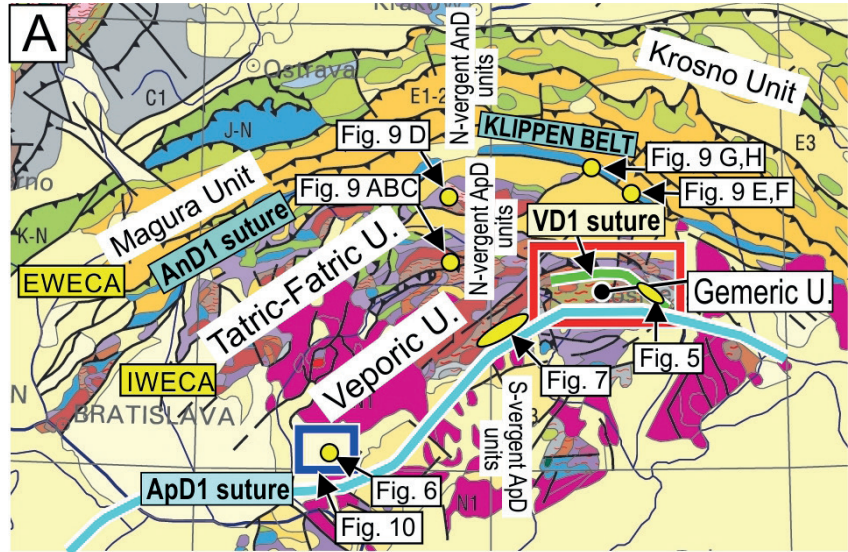 A
Krakow
Ostrava
C1
N-vergent AnD
units
Krosno Unit
E1-2
J-N
Fig. 9 D
KLIPPEN BELT
E3
Fig. 9 G,H
Fig. 9 ABC
Fig. 9 E,F
rno
Magura Unit
K-N
AnD1 suture
N-vergent ApD
units
VD1 suture
EWECA
Tatric-Fatric U.
Gemeric U.
IWECA
Veporic U.
Fig. 5
Fig. 7
N
BRATISLAVA
S-vergent ApD
units
ApD1 suture
Fig. 6
N1
Fig. 10